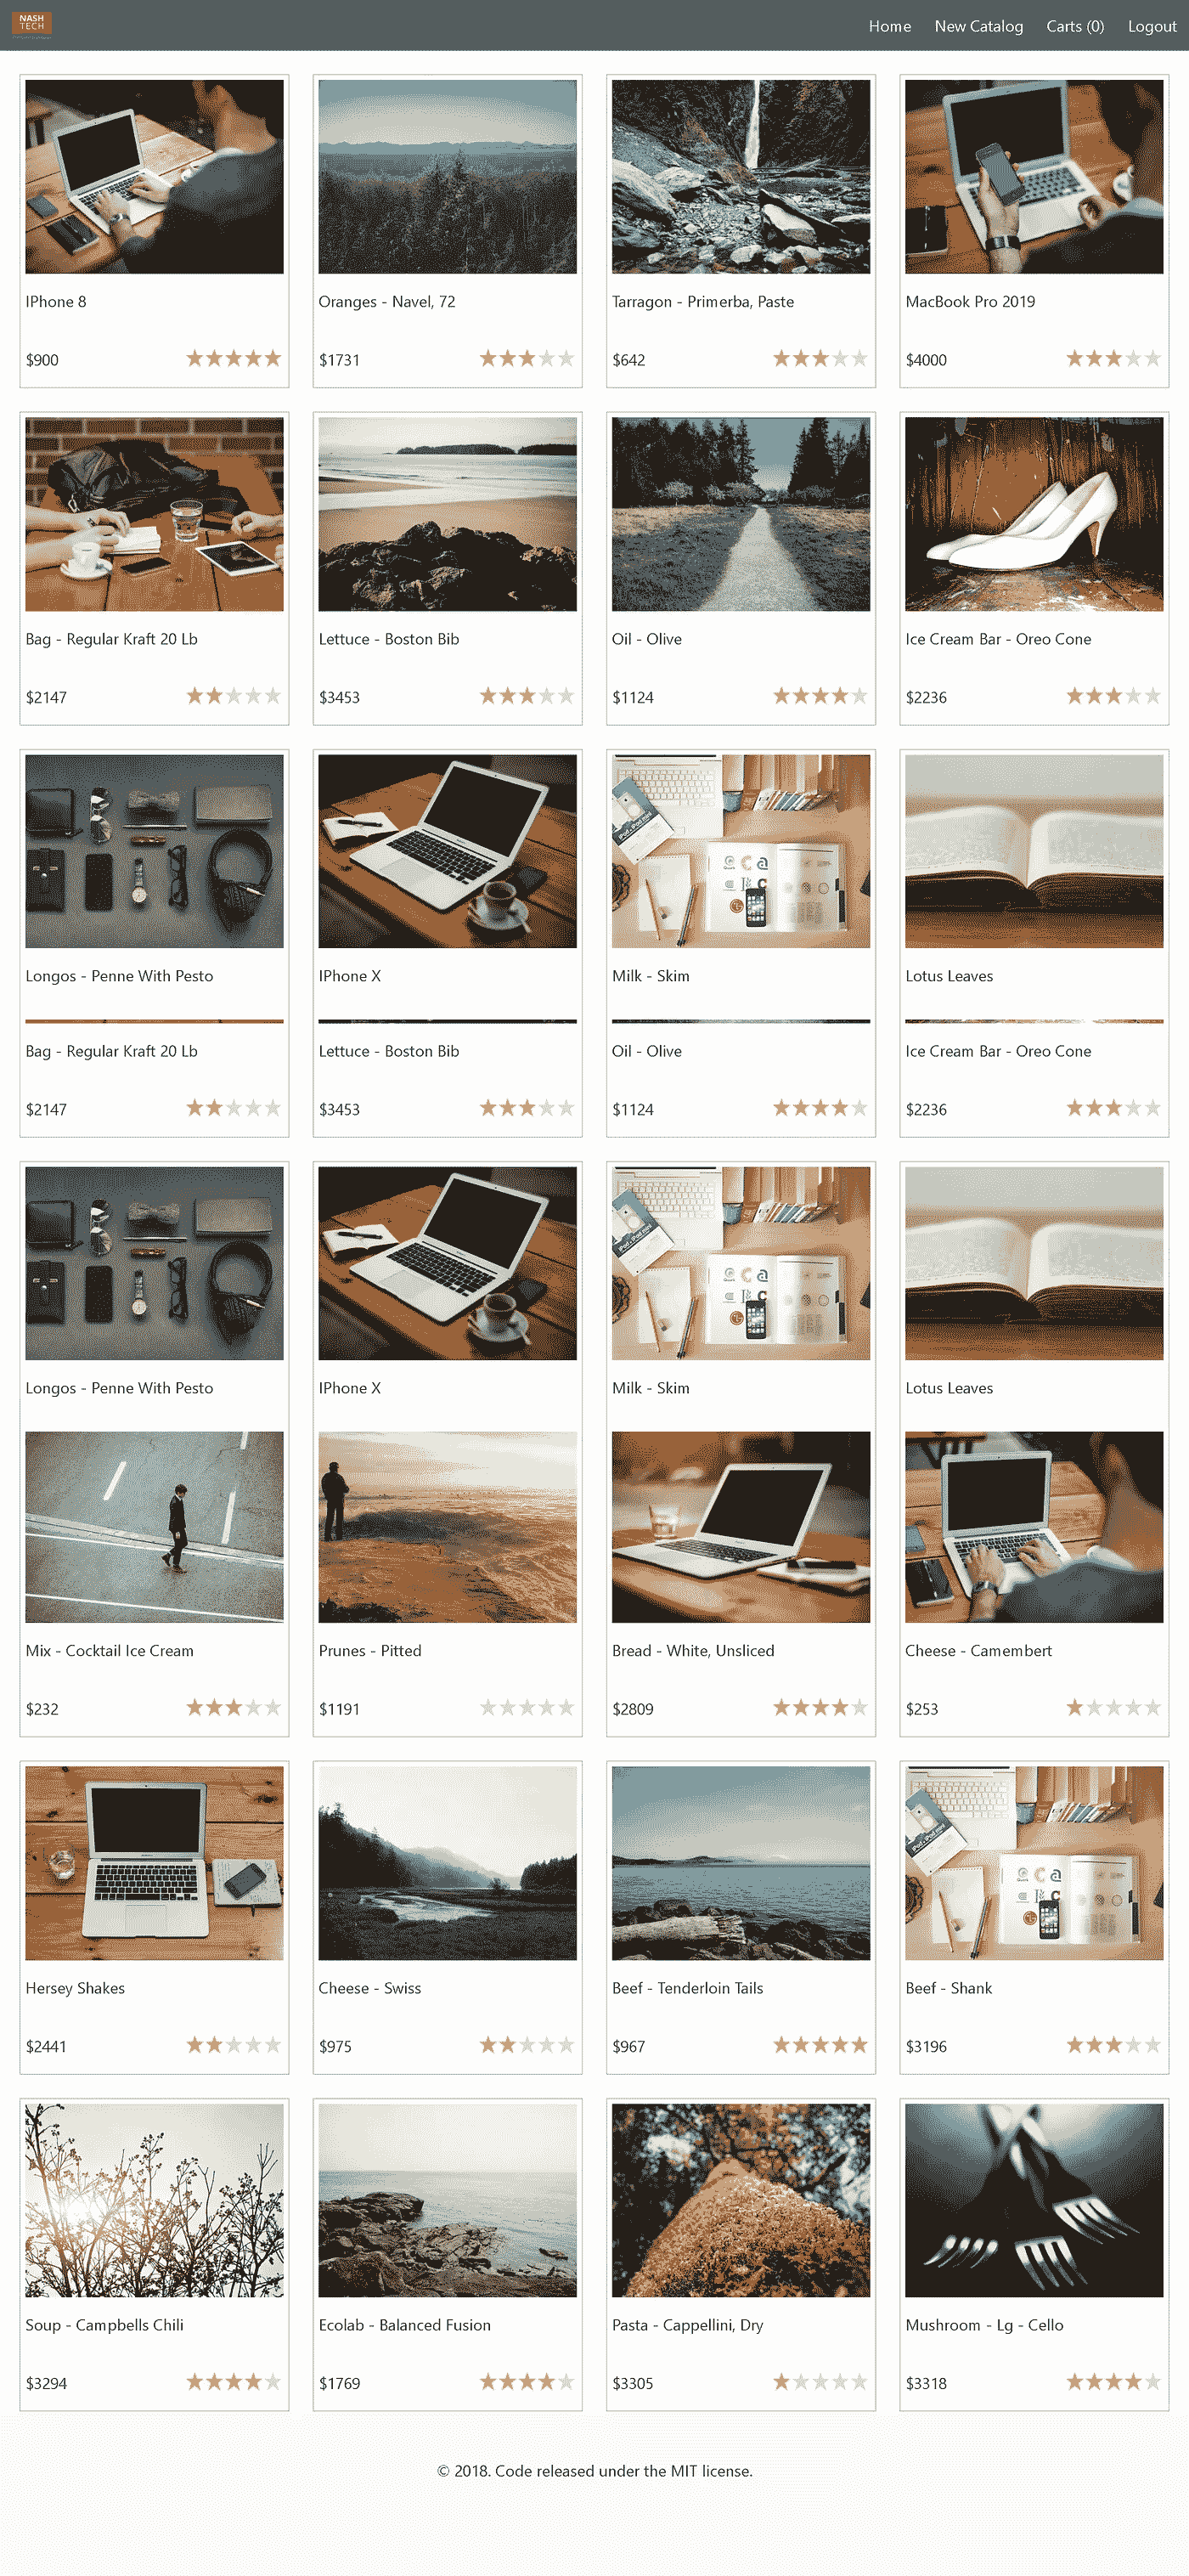 NASH
TECH
Home New Catalog Carts (0) Logout
IPhone 8 Oranges - Navel, 72 Tarragon - Primerba, Paste MacBook Pro 2019
$900 $1731 $642 $4000
Bag - Regular Kraft 20 Lb Lettuce - Boston Bib Oil - Olive Ice Cream Bar - Oreo Cone
$2147 $3453 $1124 $2236
Longos - Penne With Pesto IPhone X Milk - Skim Lotus Leaves
Bag - Regular Kraft 20 Lb Lettuce - Boston Bib Oil - Olive Ice Cream Bar - Oreo Cone
$2147 $3453 $1124 $2236
Longos - Penne With Pesto IPhone X Milk - Skim Lotus Leaves
Mix - Cocktail Ice Cream Prunes - Pitted Bread - White, Unsliced Cheese - Camembert
$232 $1191 $2809 $253
Hersey Shakes Cheese - Swiss Beef - Tenderloin Tails Beef - Shank
$2441 $975 $967 $3196
Soup - Campbells Chili Ecolab - Balanced Fusion Pasta - Cappellini, Dry Mushroom - Lg - Cello
$3294 $1769 $3305 $3318
© 2018. Code released under the MIT license.